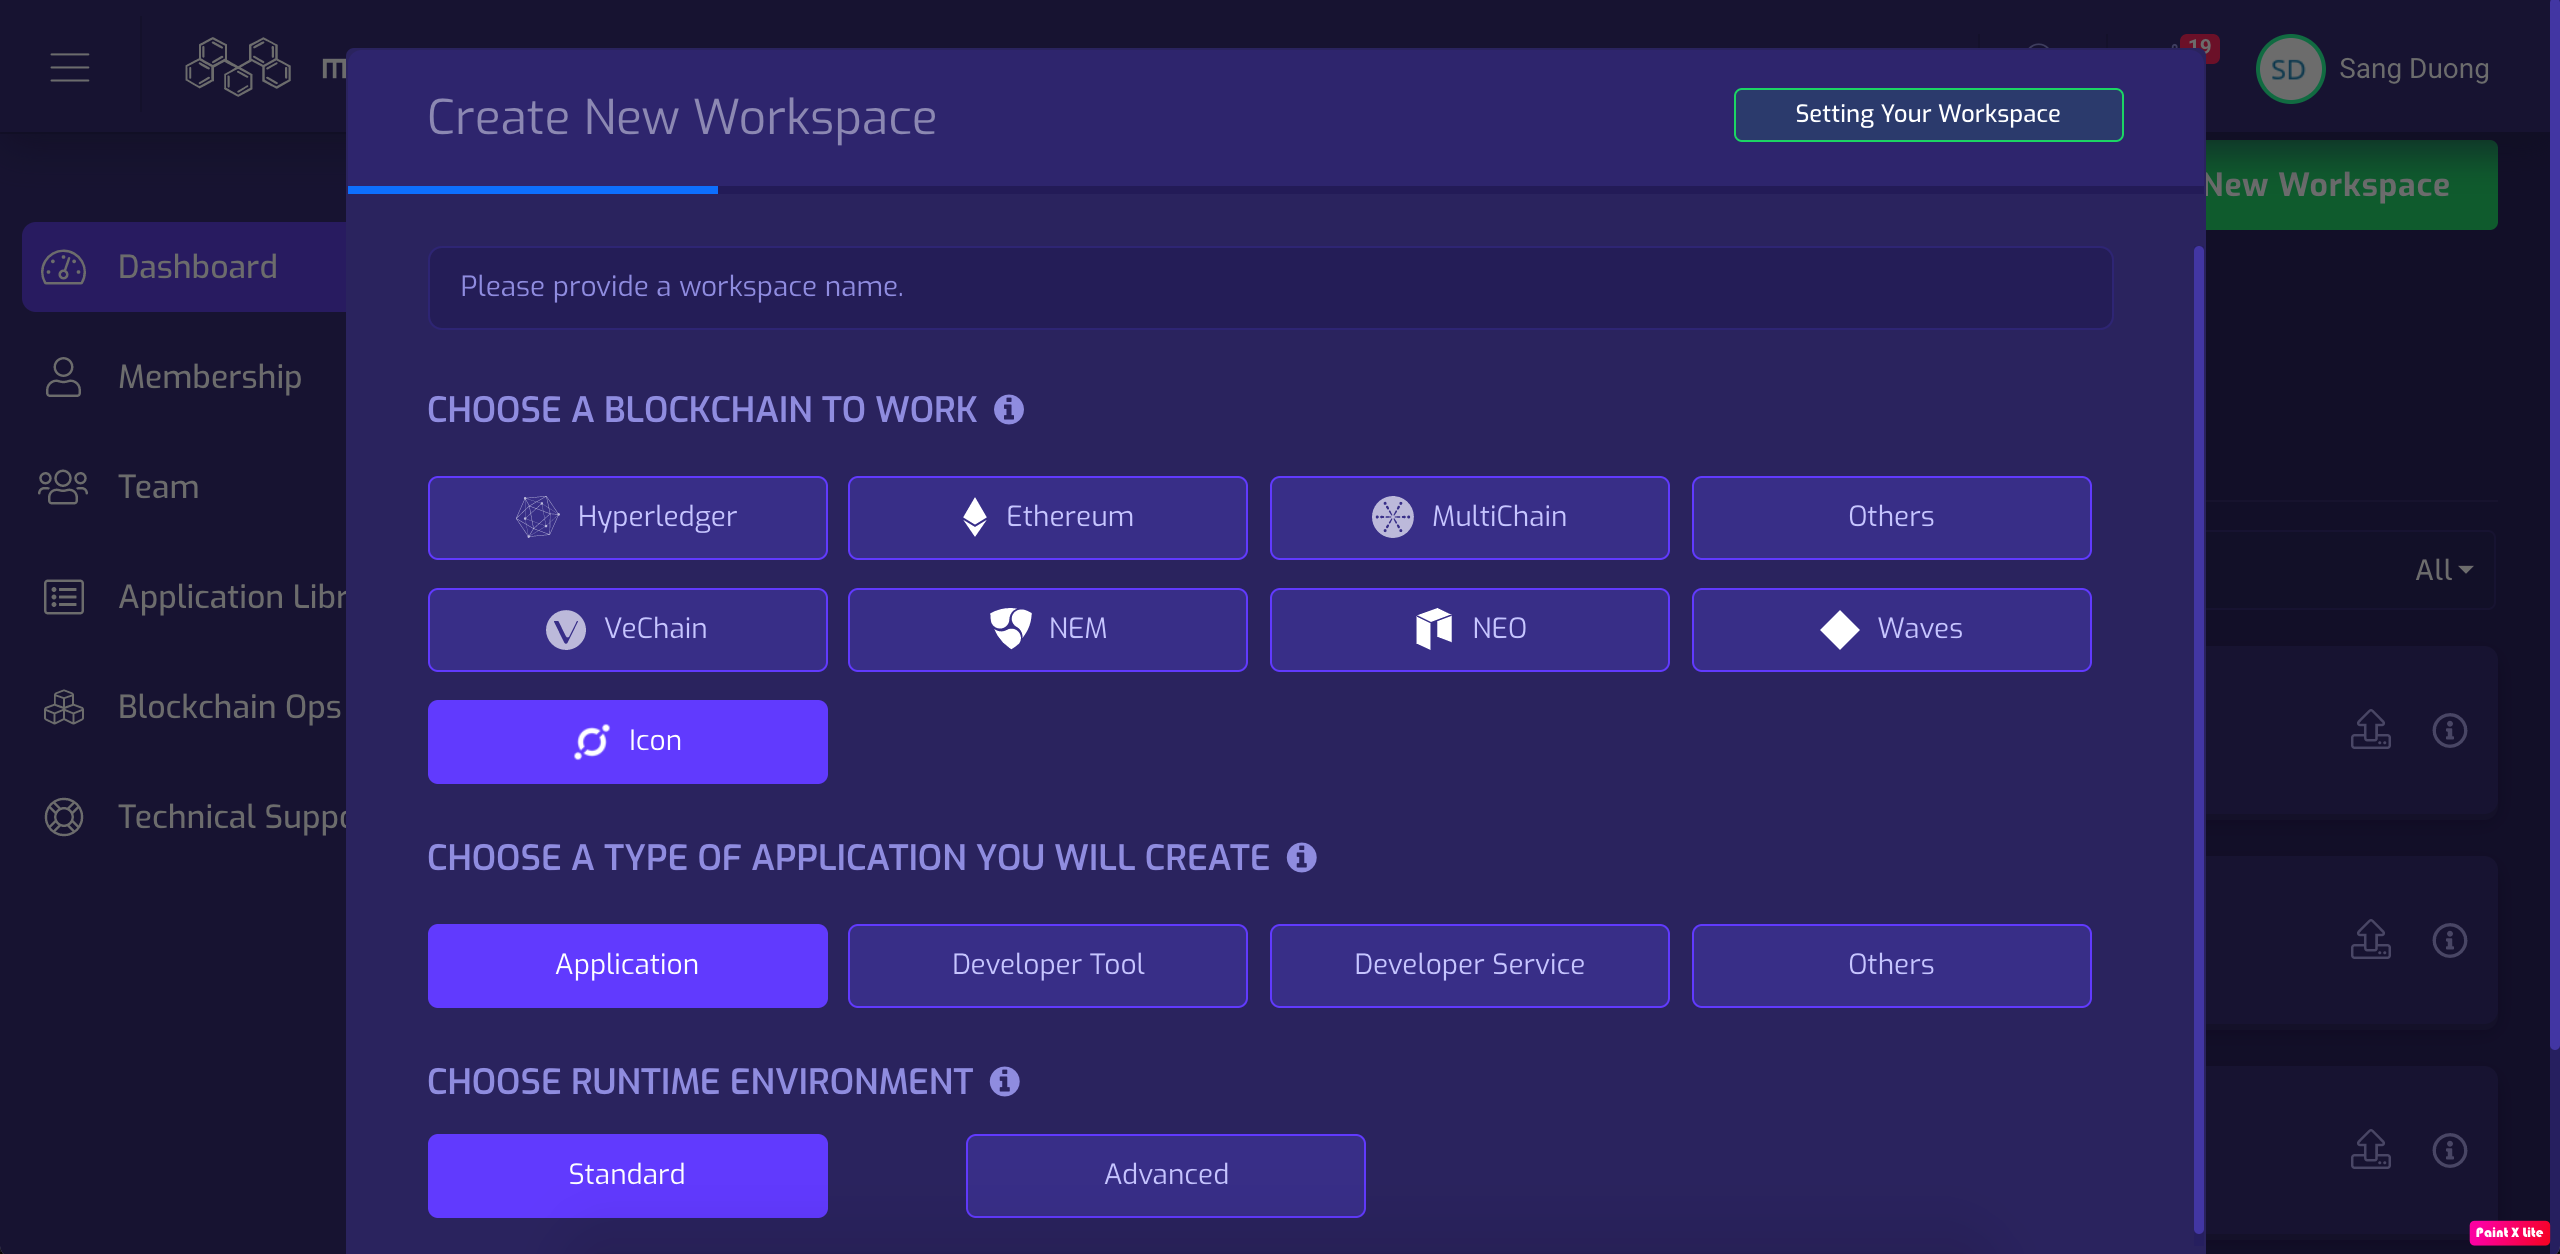 19
SD
Sang Duong
Create New Workspace
Setting Your Workspace
New Workspace
Dashboard
Membership
Team
Application Libr
Blockchain Ops
Technical Suppo
Please provide a workspace name.
CHOOSE A BLOCKCHAIN TO WORK
Hyperledger
Ethereum
MultiChain
Others
VeChain
NEM
NEO
Waves
Icon
All
CHOOSE A TYPE OF APPLICATION YOU WILL CREATE
Application
Developer Tool
Developer Service
Others
CHOOSE RUNTIME ENVIRONMENT
Standard
Advanced
Paint X Lite